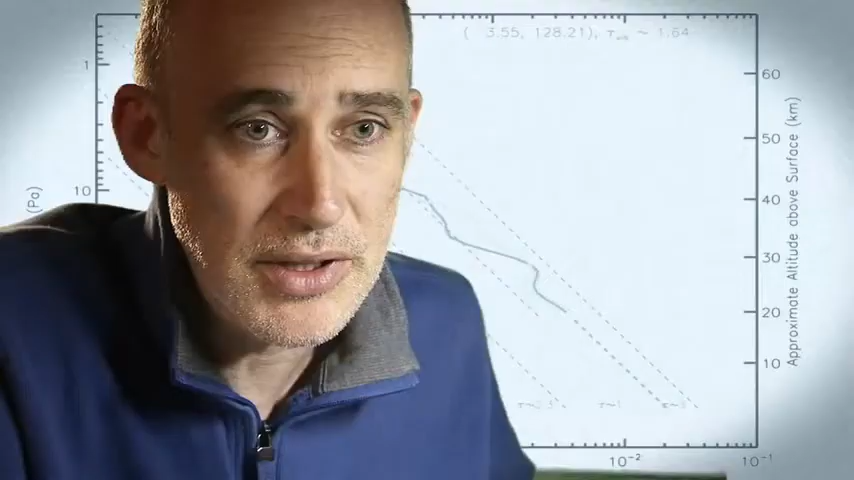 ( 3.55, 128.21), τ ~ 1.64
1
10
(Pa)
60
50
40
30
20
10
Approximate Altitude above Surface (km)
τ~1
10⁻²
10⁻¹